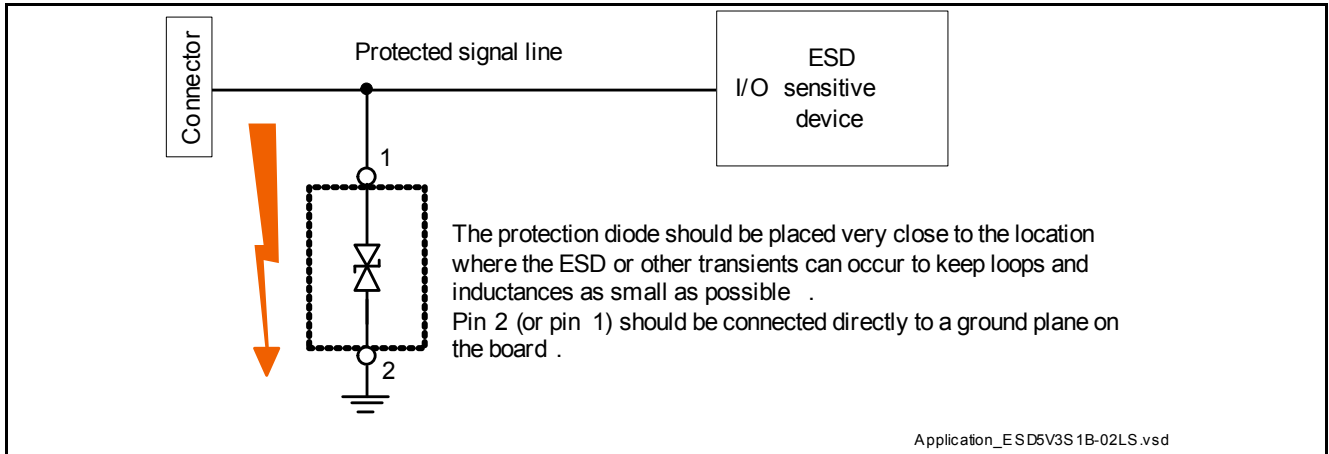 Connector
Protected signal line
ESD
I/O sensitive
device
1
The protection diode should be placed very close to the location
where the ESD or other transients can occur to keep loops and
inductances as small as possible .
Pin 2 (or pin 1) should be connected directly to a ground plane on
the board .
2
Application_ESD5V3S1B-02LS.vsd